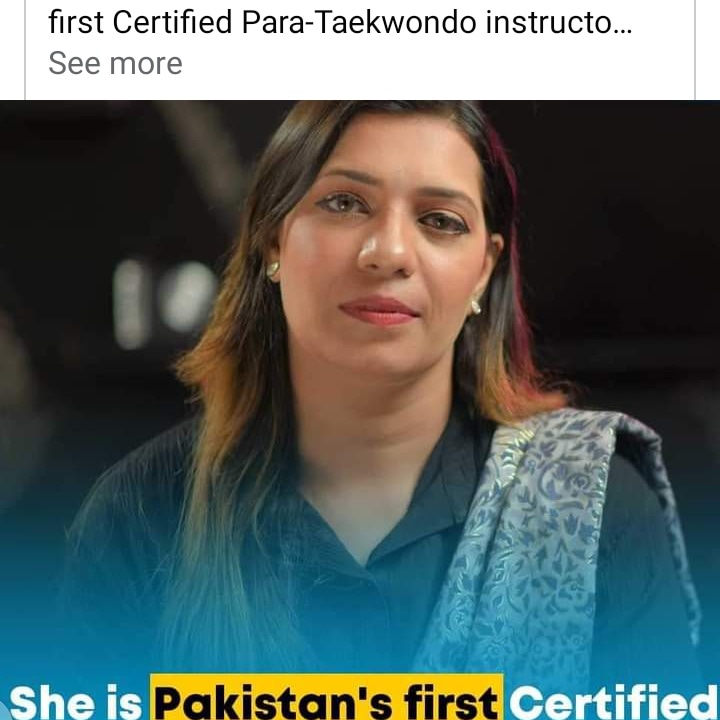 first Certified Para-Taekwondo instructo...
See more
She is Pakistan's first Certified